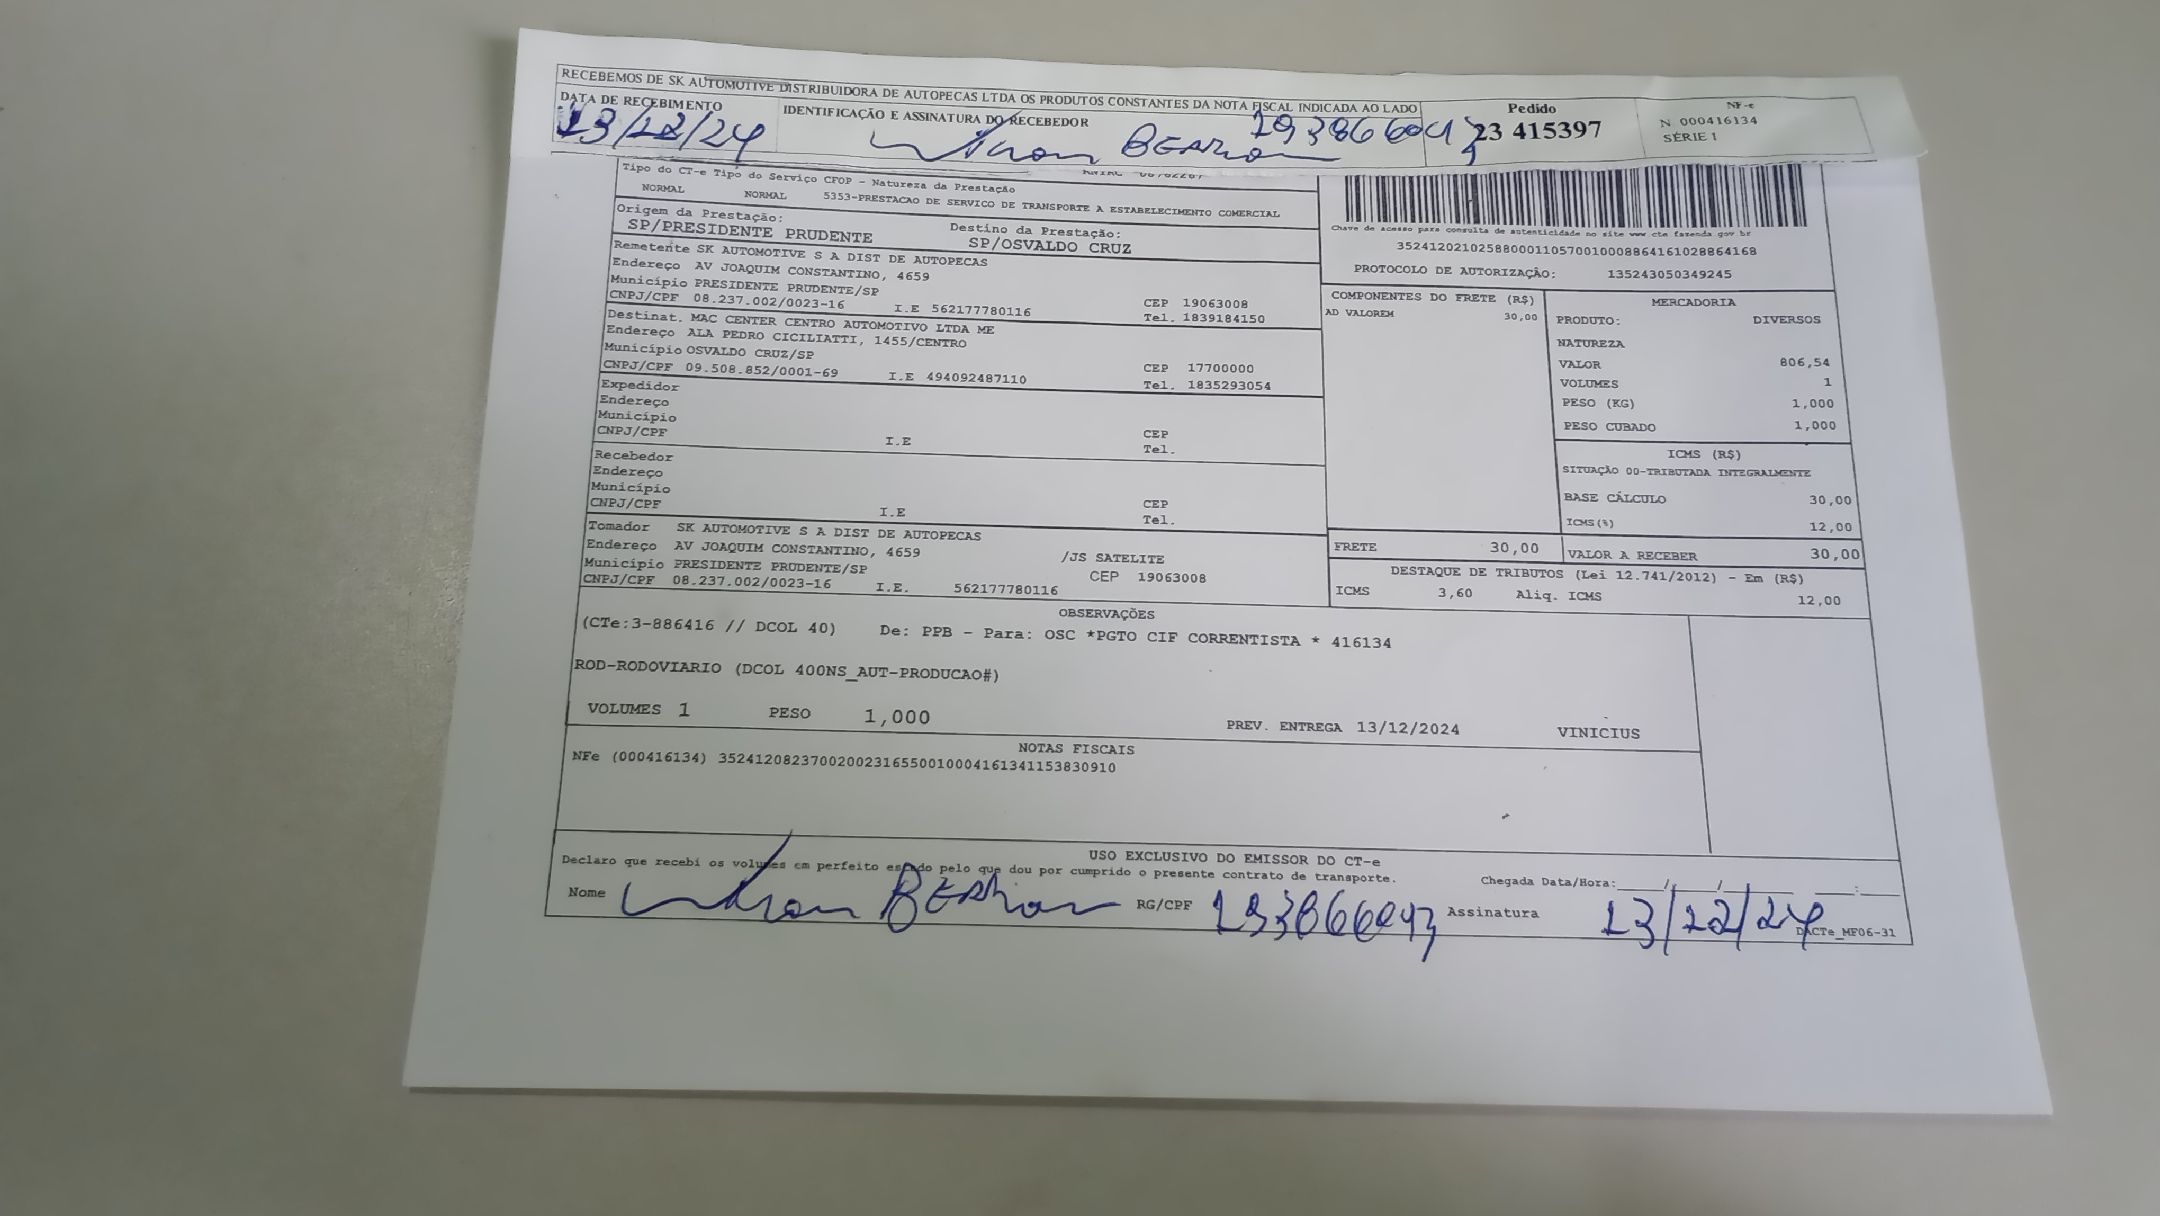 RECEBEMOS DE SK AUTOMOTIVE DISTRIBUIDORA DE AUTOPECAS LTDA OS PRODUTOS CONSTANTES DA NOTA FISCAL INDICADA AO LADO
DATA DE RECEBIMENTO IDENTIFICAÇÃO E ASSINATURA DO RECEBEDOR
13/12/24
Pedido
23 415397
NF-e
N 000416134
SÉRIE 1
Tipo do CT-e Tipo do Serviço CFOP - Natureza da Prestação
NORMAL NORMAL 5353-PRESTACAO DE SERVICO DE TRANSPORTE A ESTABELECIMENTO COMERCIAL
Origem da Prestação: Destino da Prestação:
SP/PRESIDENTE PRUDENTE SP/OSVALDO CRUZ
Remetente SK AUTOMOTIVE S A DIST DE AUTOPECAS
Endereço AV JOAQUIM CONSTANTINO, 4659
Município PRESIDENTE PRUDENTE/SP CEP 19063008
CNPJ/CPF 08.237.002/0023-16 I.E 562177780116 Tel. 1839184150
Destinat. MAC CENTER CENTRO AUTOMOTIVO LTDA ME
Endereço ALA PEDRO CICILIATTI, 1455/CENTRO
Município OSVALDO CRUZ/SP CEP 17700000
CNPJ/CPF 09.508.852/0001-69 I.E 494092487110 Tel. 1835293054
Expedidor
Endereço
Município CEP
CNPJ/CPF I.E Tel.
Recebedor
Endereço
Município CEP
CNPJ/CPF I.E Tel.
Tomador SK AUTOMOTIVE S A DIST DE AUTOPECAS
Endereço AV JOAQUIM CONSTANTINO, 4659 /JS SATELITE
Município PRESIDENTE PRUDENTE/SP CEP 19063008
CNPJ/CPF 08.237.002/0023-16 I.E. 562177780116
Chave de acesso para consulta de autenticidade no site www.cte fazenda.gov.br
35241202102588000110570010008864161028864168
PROTOCOLO DE AUTORIZAÇÃO: 135243050349245
COMPONENTES DO FRETE (R$)
AD VALOREM 30,00
MERCADORIA
PRODUTO: DIVERSOS
NATUREZA
VALOR 806,54
VOLUMES 1
PESO (KG) 1,000
PESO CUBADO 1,000
ICMS (R$)
SITUAÇÃO 00-TRIBUTADA INTEGRALMENTE
BASE CÁLCULO 30,00
ICMS(%) 12,00
FRETE 30,00 VALOR A RECEBER 30,00
DESTAQUE DE TRIBUTOS (Lei 12.741/2012) - Em (R$)
ICMS 3,60 Aliq. ICMS 12,00
OBSERVAÇÕES
(CTe:3-886416 // DCOL 40) De: PPB - Para: OSC *PGTO CIF CORRENTISTA * 416134
ROD-RODOVIARIO (DCOL 400NS_AUT-PRODUCAO#)
VOLUMES 1 PESO 1,000 PREV. ENTREGA 13/12/2024 VINICIUS
NOTAS FISCAIS
NFe (000416134) 35241208237002002316550010004161341153830910
USO EXCLUSIVO DO EMISSOR DO CT-e
Declaro que recebi os volumes em perfeito estado pelo que dou por cumprido o presente contrato de transporte. Chegada Data/Hora:
Nome RG/CPF Assinatura 13/12/24
DACTe_MF06-31